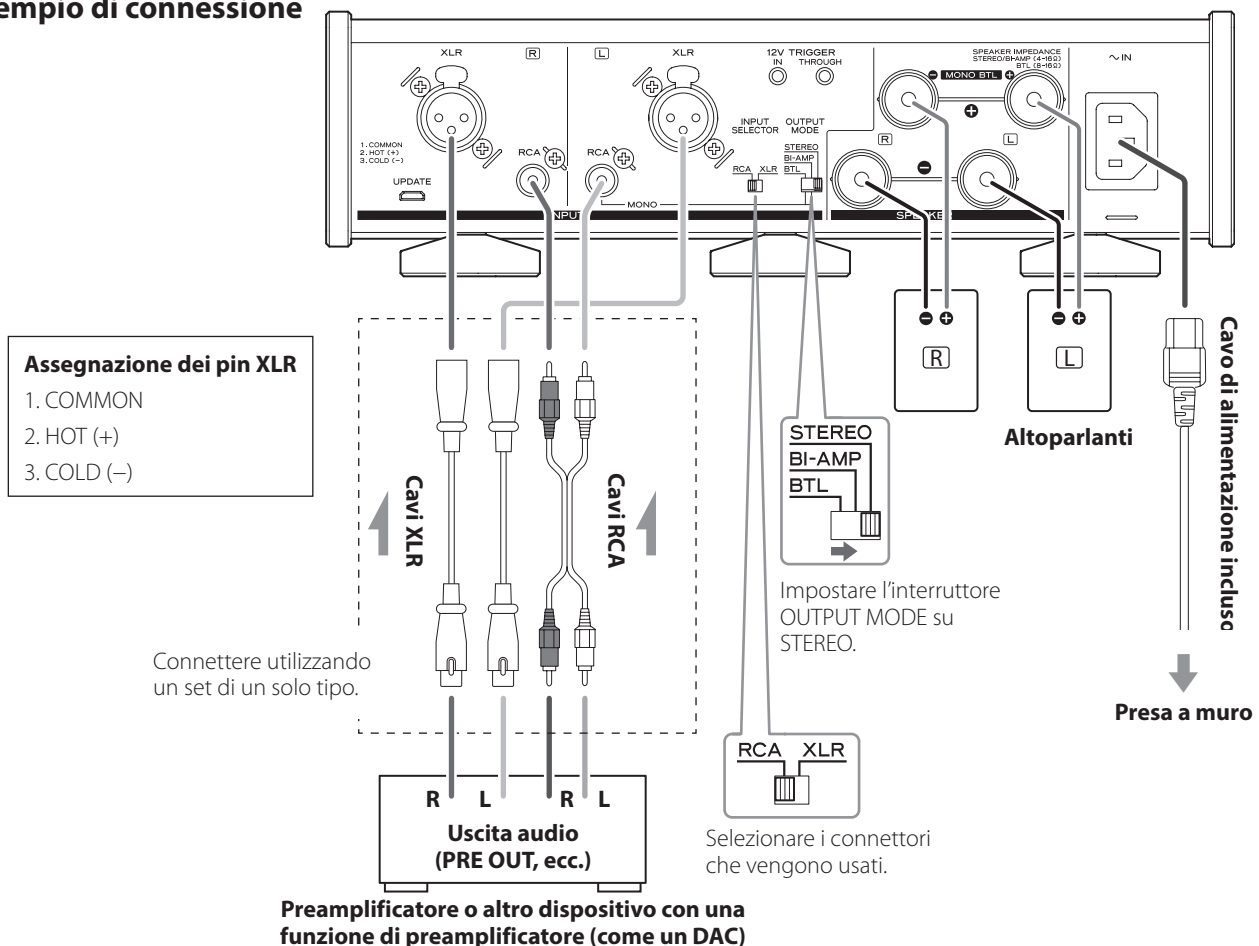 empio di connessione
XLR
R
L
XLR
12V TRIGGER
IN THROUGH
SPEAKER IMPEDANCE
STEREO/BI-AMP (4-16Ω)
BTL (8-16Ω)
MONO BTL
∼ IN
1. COMMON
2. HOT (+)
3. COLD (−)
UPDATE
RCA
RCA
INPUT SELECTOR
OUTPUT MODE
STEREO
BI-AMP
BTL
RCA XLR
MONO
R
L
INPUT
SPEAKER
Assegnazione dei pin XLR
1. COMMON
2. HOT (+)
3. COLD (−)
R
L
Altoparlanti
Cavo di alimentazione incluso
Presa a muro
Cavi XLR
Cavi RCA
STEREO
BI-AMP
BTL
Impostare l’interruttore
OUTPUT MODE su
STEREO.
Connettere utilizzando
un set di un solo tipo.
RCA XLR
Selezionare i connettori
che vengono usati.
R L R L
Uscita audio
(PRE OUT, ecc.)
Preamplificatore o altro dispositivo con una
funzione di preamplificatore (come un DAC)